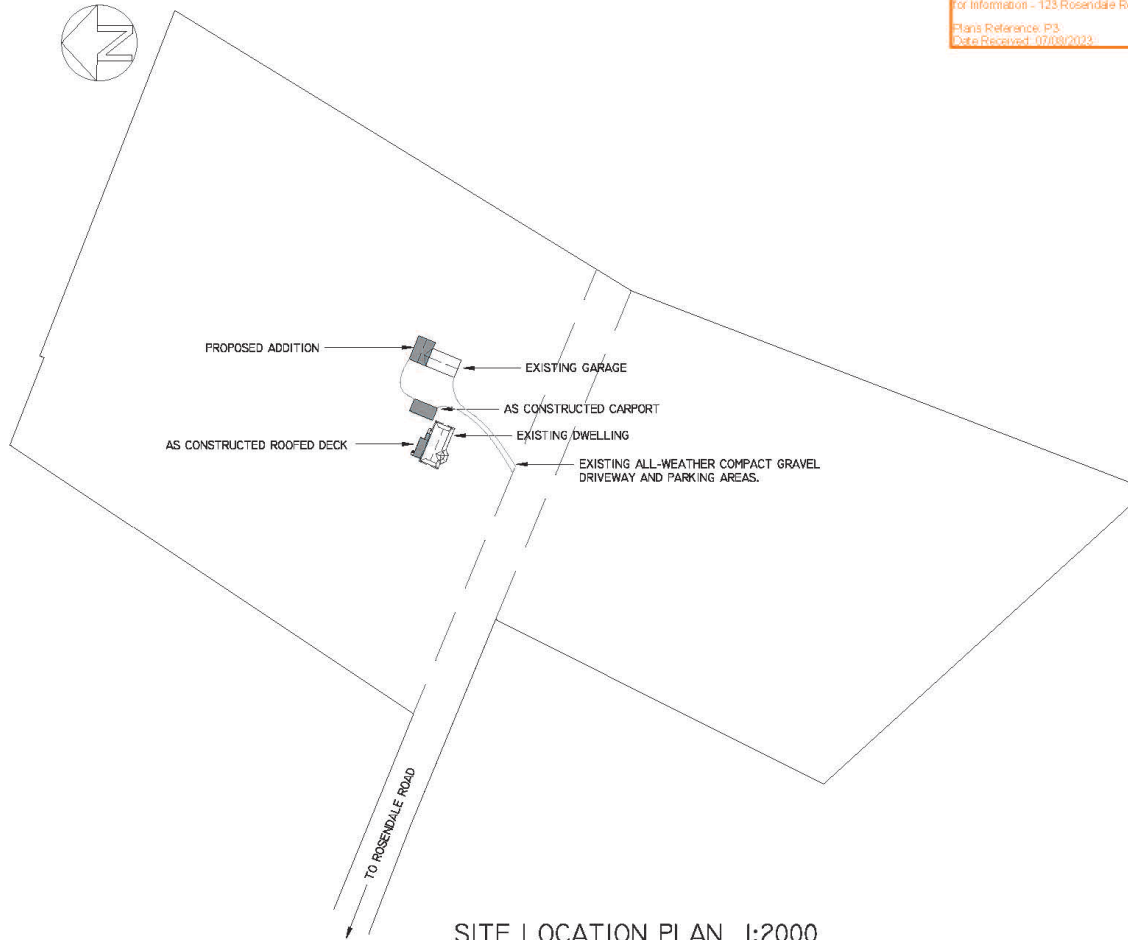 for Information - 123 Rosendale
Plans Reference: P3
Date Received: 07/08/2023
N
PROPOSED ADDITION
EXISTING GARAGE
AS CONSTRUCTED CARPORT
EXISTING DWELLING
AS CONSTRUCTED ROOFED DECK
EXISTING ALL-WEATHER COMPACT GRAVEL
DRIVEWAY AND PARKING AREAS.
TO ROSENDALE ROAD
SITE LOCATION PLAN 1:2000